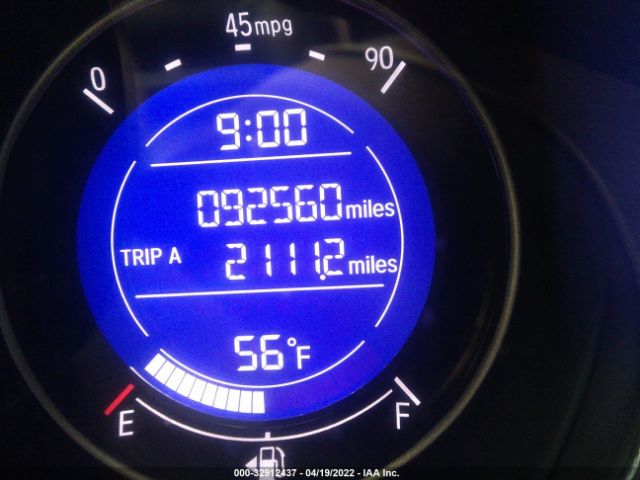 45mpg
0
90
9:00
092560 miles
TRIP A 2111.2 miles
56°F
E
F
000-32912437 - 04/19/2022 - IAA Inc.